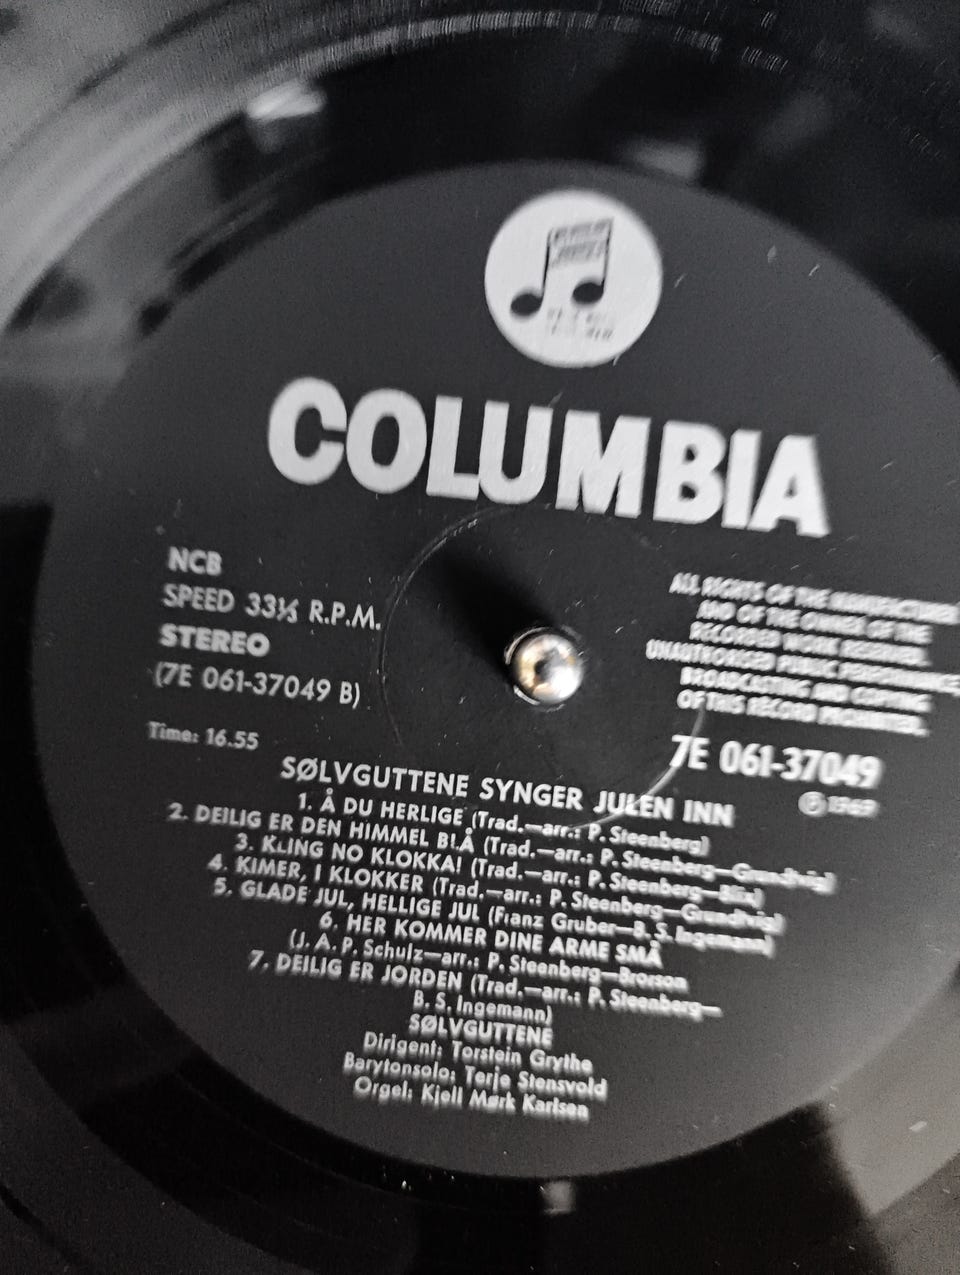 COLUMBIA
NCB
SPEED 33⅓ R.P.M.
STEREO
(7E 061-37049 B)
Time: 16.55
ALL RIGHTS OF THE MANUFACTURER
AND OF THE OWNER OF THE
RECORDED WORK RESERVED.
UNAUTHORISED PUBLIC PERFORMANCE,
BROADCASTING AND COPYING
OF THIS RECORD PROHIBITED.
7E 061-37049
Ⓟ 1969
SØLVGUTTENE SYNGER JULEN INN
1. Å DU HERLIGE (Trad.—arr.: P. Steenberg)
2. DEILIG ER DEN HIMMEL BLÅ (Trad.—arr.: P. Steenberg—Grundtvig)
3. KLING NO KLOKKA! (Trad.—arr.: P. Steenberg—Blix)
4. KIMER, I KLOKKER (Trad.—arr.: P. Steenberg—Grundtvig)
5. GLADE JUL, HELLIGE JUL (Franz Gruber—B. S. Ingemann)
6. HER KOMMER DINE ARME SMÅ
(J. A. P. Schulz—arr.: P. Steenberg—Brorson
7. DEILIG ER JORDEN (Trad.—arr.: P. Steenberg—
B. S. Ingemann)
SØLVGUTTENE
Dirigent: Torstein Grythe
Barytonsolo: Terje Stensvold
Orgel: Kjell Mørk Karlsen